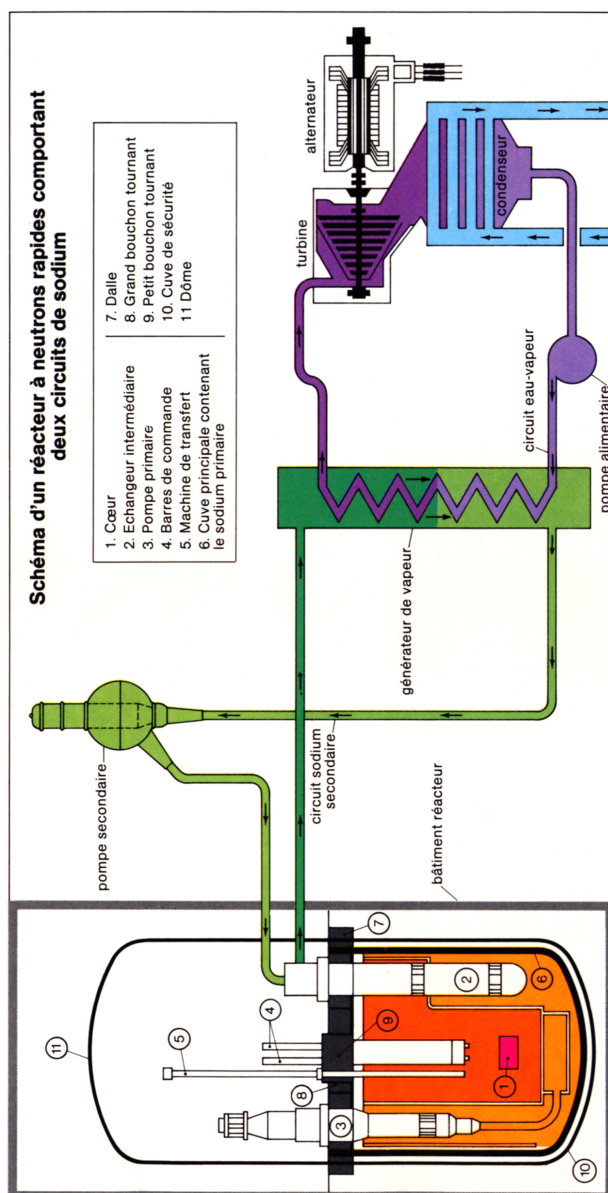 Schéma d'un réacteur à neutrons rapides comportant
deux circuits de sodium
1. Cœur
2. Echangeur intermédiaire
3. Pompe primaire
4. Barres de commande
5. Machine de transfert
6. Cuve principale contenant
le sodium primaire
7. Dalle
8. Grand bouchon tournant
9. Petit bouchon tournant
10. Cuve de sécurité
11 Dôme
11
5
4
8
3
9
7
2
1
6
10
pompe secondaire
circuit sodium
secondaire
bâtiment réacteur
générateur de vapeur
turbine
alternateur
condenseur
circuit eau-vapeur
pompe alimentaire